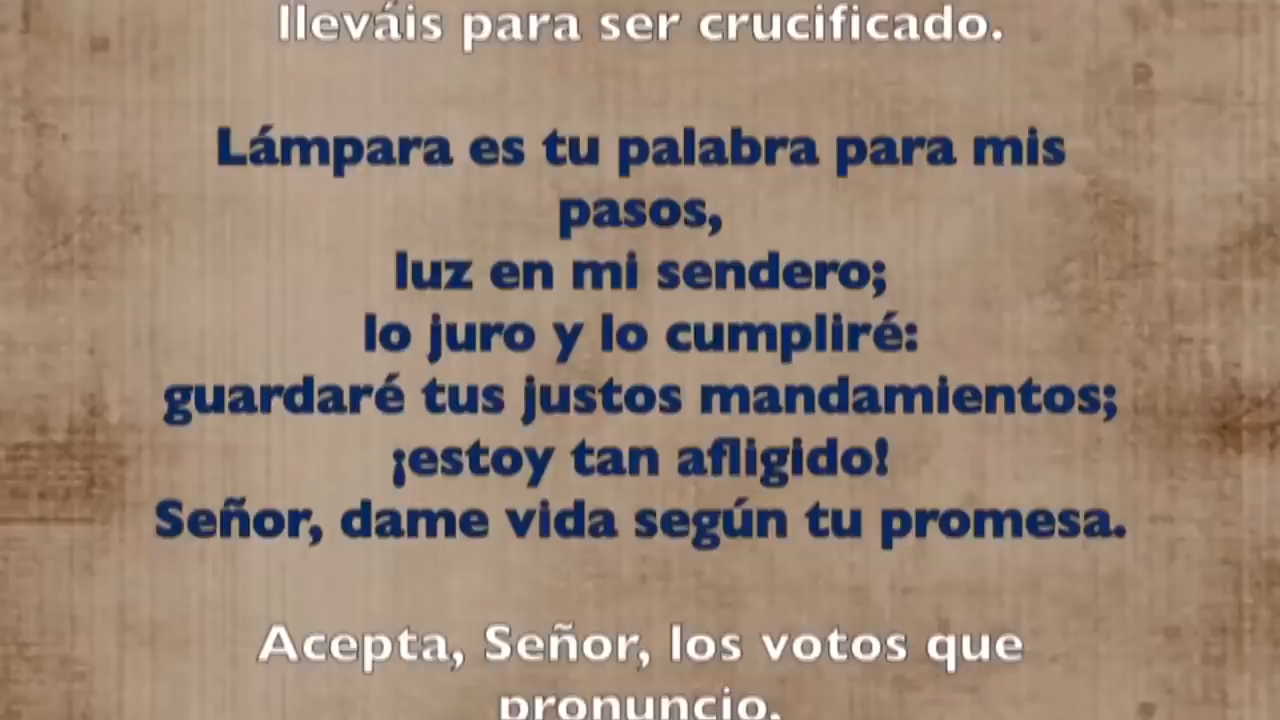 lleváis para ser crucificado.
Lámpara es tu palabra para mis
pasos,
luz en mi sendero;
lo juro y lo cumpliré:
guardaré tus justos mandamientos;
¡estoy tan afligido!
Señor, dame vida según tu promesa.
Acepta, Señor, los votos que
pronuncio,